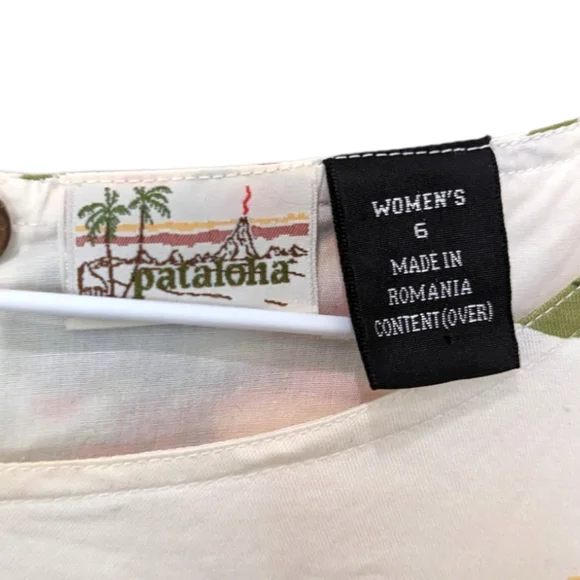 pataloha
WOMEN'S
6
MADE IN
ROMANIA
CONTENT(OVER)